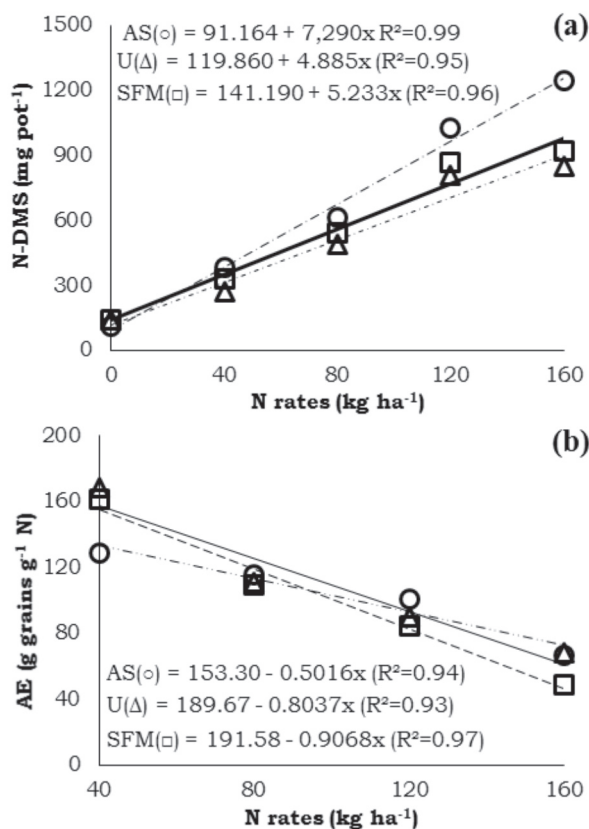 (a)
AS(○) = 91.164 + 7,290x R²=0.99
U(Δ) = 119.860 + 4.885x (R²=0.95)
SFM(□) = 141.190 + 5.233x (R²=0.96)
1500
1200
900
600
300
0
N-DMS (mg pot⁻¹)
0 40 80 120 160
N rates (kg ha⁻¹)
(b)
200
160
120
80
40
0
AE (g grains g⁻¹ N)
AS(○) = 153.30 - 0.5016x (R²=0.94)
U(Δ) = 189.67 - 0.8037x (R²=0.93)
SFM(□) = 191.58 - 0.9068x (R²=0.97)
40 80 120 160
N rates (kg ha⁻¹)